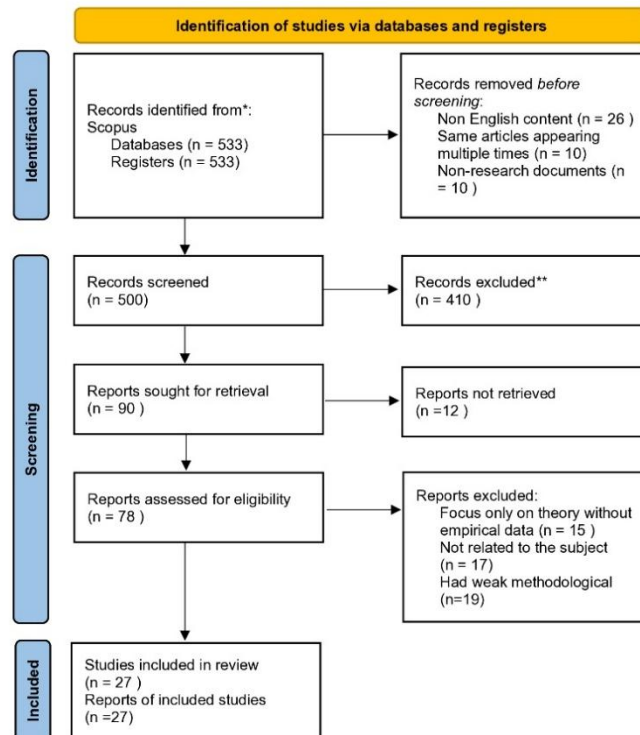 Identification of studies via databases and registers
Identification
Records identified from*:
Scopus
Databases (n = 533)
Registers (n = 533)
Records removed before
screening:
Non English content (n = 26 )
Same articles appearing
multiple times (n = 10)
Non-research documents (n
= 10 )
Screening
Records screened
(n = 500)
Records excluded**
(n = 410 )
Reports sought for retrieval
(n = 90 )
Reports not retrieved
(n =12 )
Reports assessed for eligibility
(n = 78 )
Reports excluded:
Focus only on theory without
empirical data (n = 15 )
Not related to the subject
(n = 17)
Had weak methodological
(n=19)
Included
Studies included in review
(n = 27 )
Reports of included studies
(n =27)